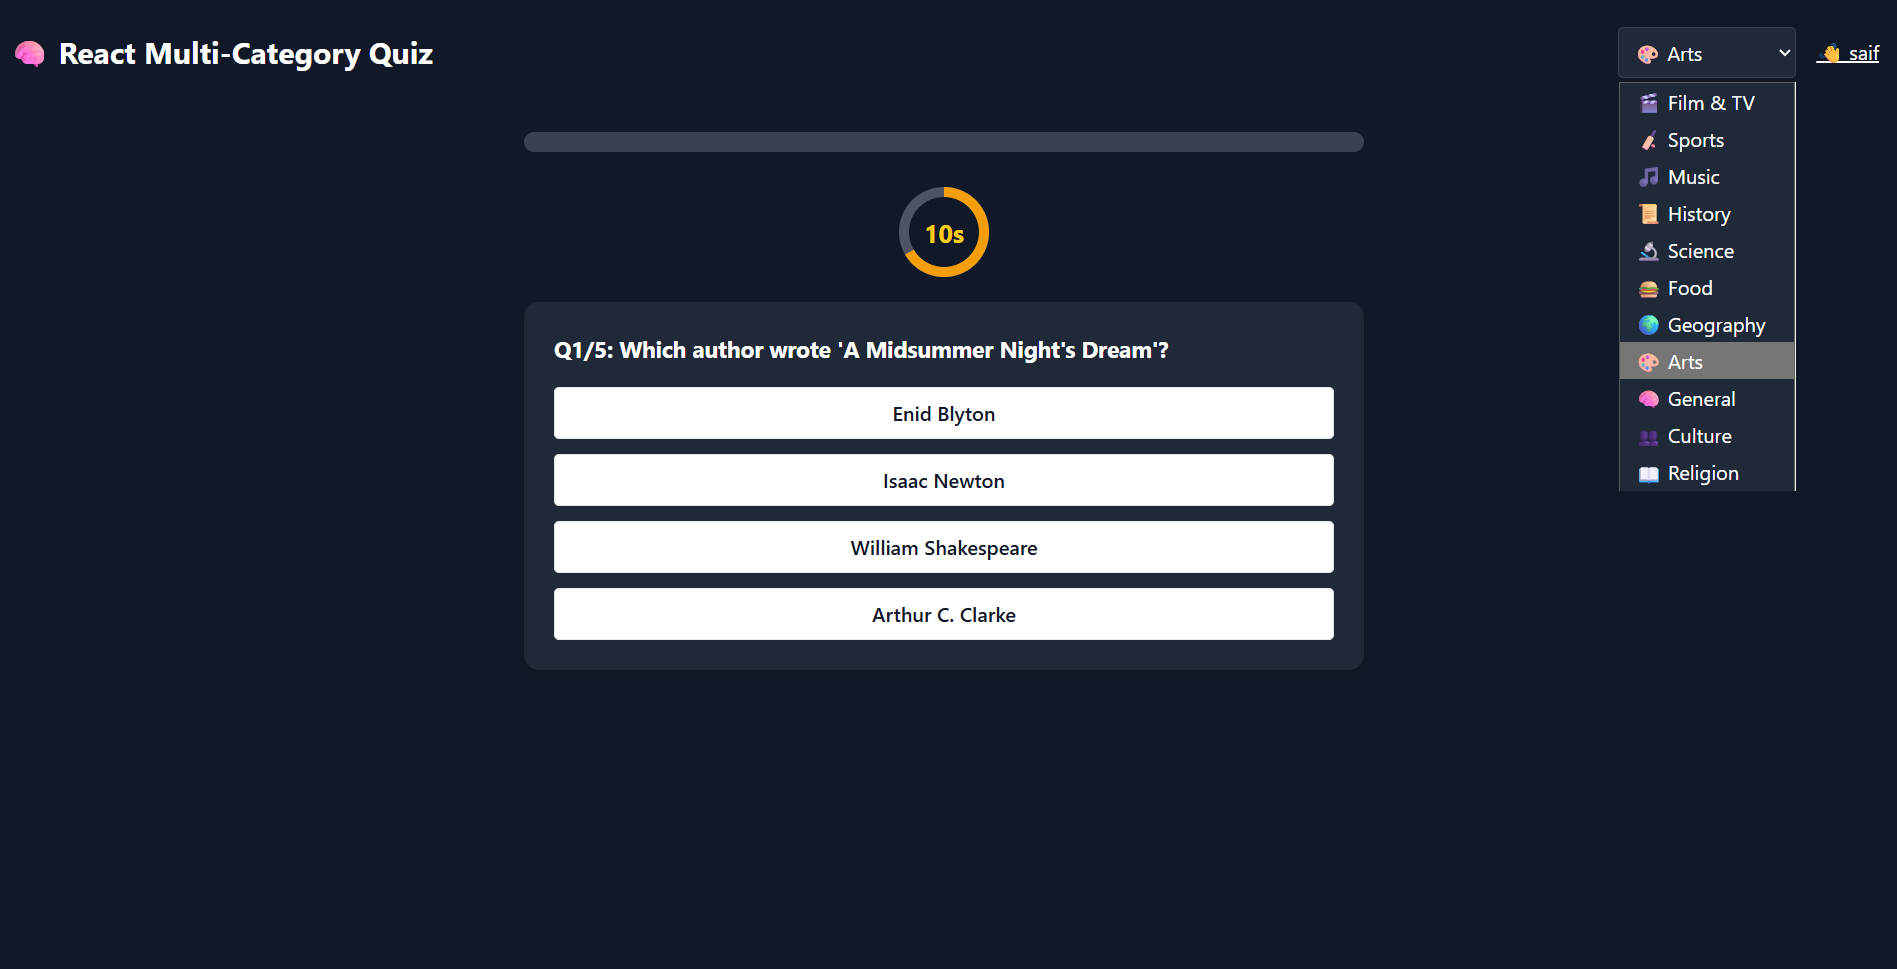 React Multi-Category Quiz
Arts
saif
Film & TV
Sports
Music
History
Science
Food
Geography
Arts
General
Culture
Religion
10s
Q1/5: Which author wrote 'A Midsummer Night's Dream'?
Enid Blyton
Isaac Newton
William Shakespeare
Arthur C. Clarke